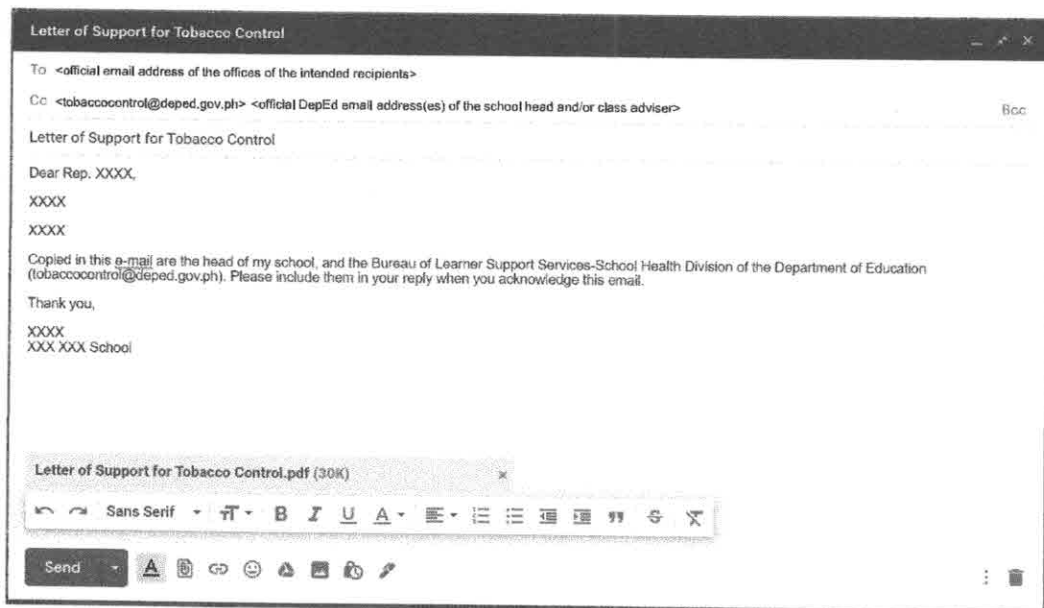 Letter of Support for Tobacco Control
To <official email address of the offices of the intended recipients>
Cc <tobaccocontrol@deped.gov.ph> <official DepEd email address(es) of the school head and/or class adviser>
Bcc
Letter of Support for Tobacco Control
Dear Rep. XXXX,
XXXX
XXXX
Copied in this e-mail are the head of my school, and the Bureau of Learner Support Services-School Health Division of the Department of Education
(tobaccocontrol@deped.gov.ph). Please include them in your reply when you acknowledge this email.
Thank you,
XXXX
XXX XXX School
Letter of Support for Tobacco Control.pdf (30K)
Sans Serif
Send